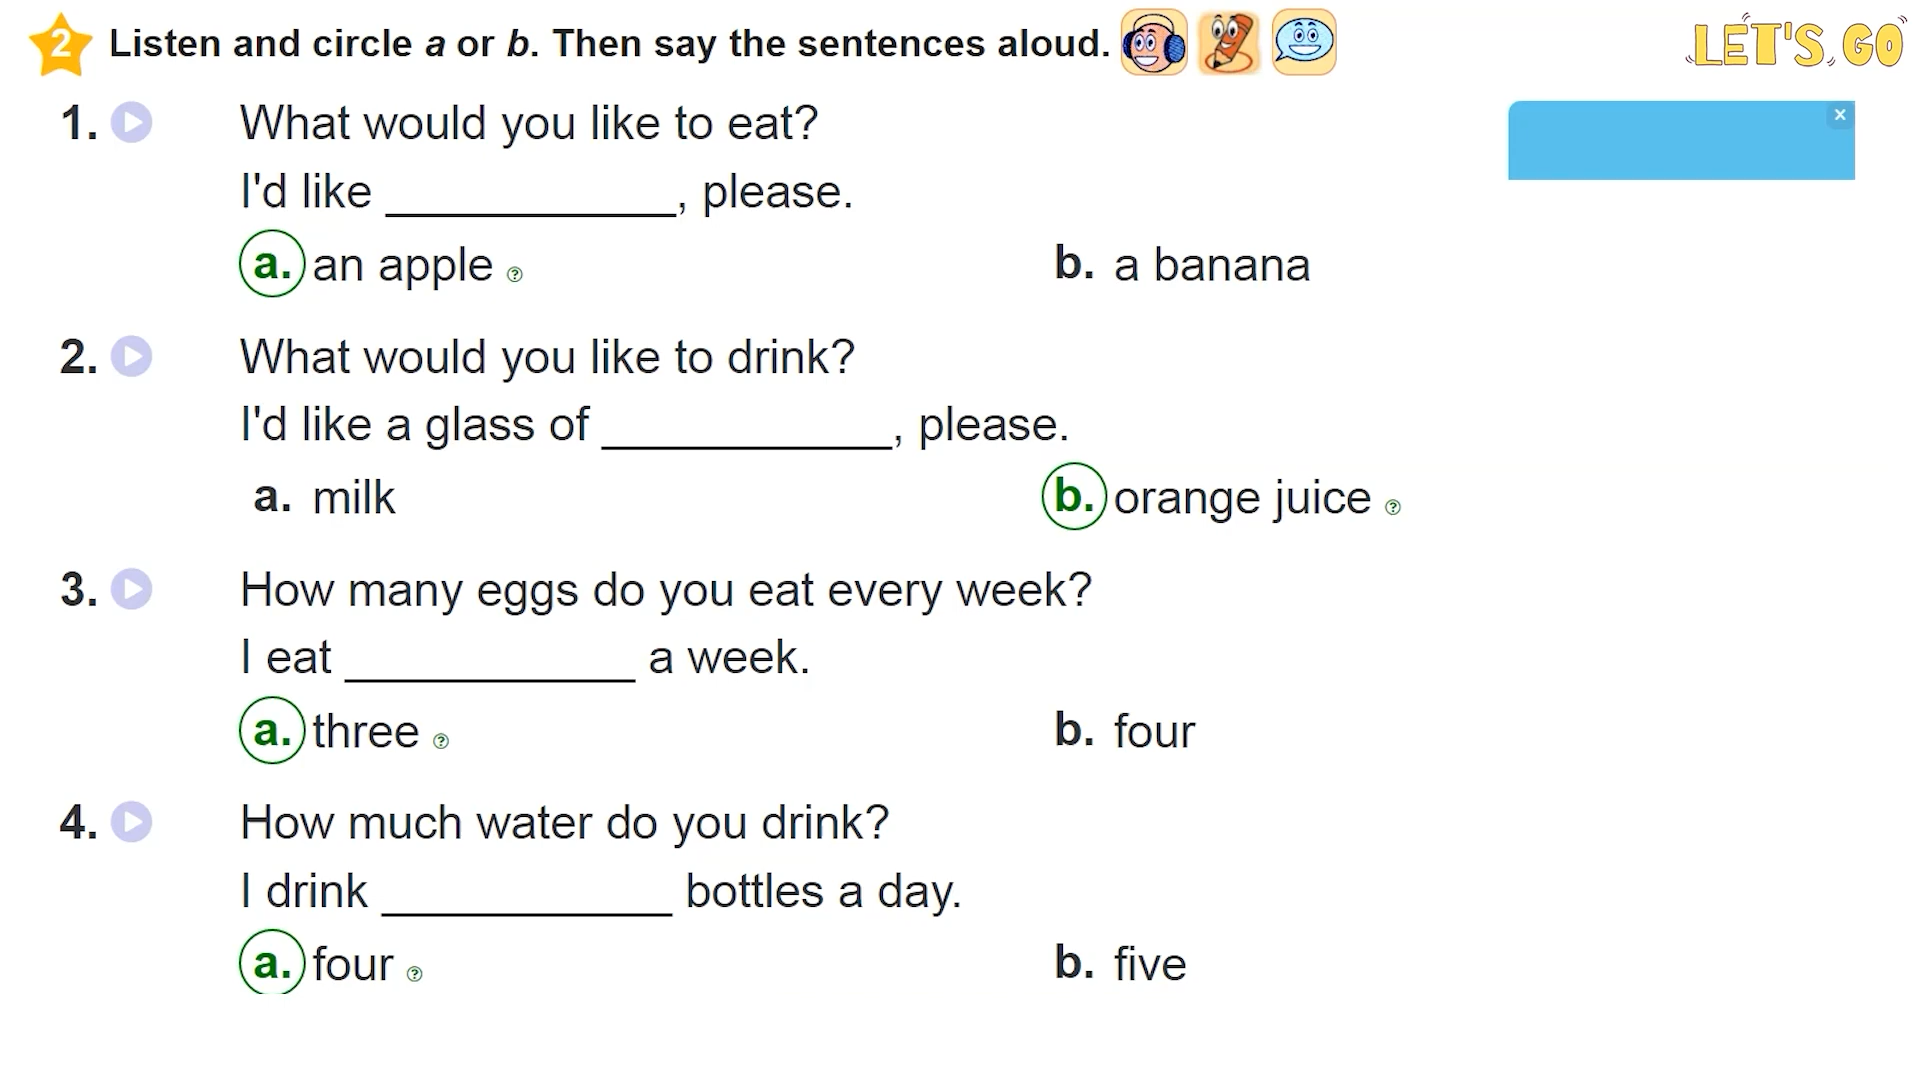 2 Listen and circle a or b. Then say the sentences aloud.
LET'S GO
1. What would you like to eat?
I'd like ____________, please.
a. an apple ?
b. a banana
2. What would you like to drink?
I'd like a glass of ____________, please.
a. milk
b. orange juice ?
3. How many eggs do you eat every week?
I eat ____________ a week.
a. three ?
b. four
4. How much water do you drink?
I drink ____________ bottles a day.
a. four ?
b. five